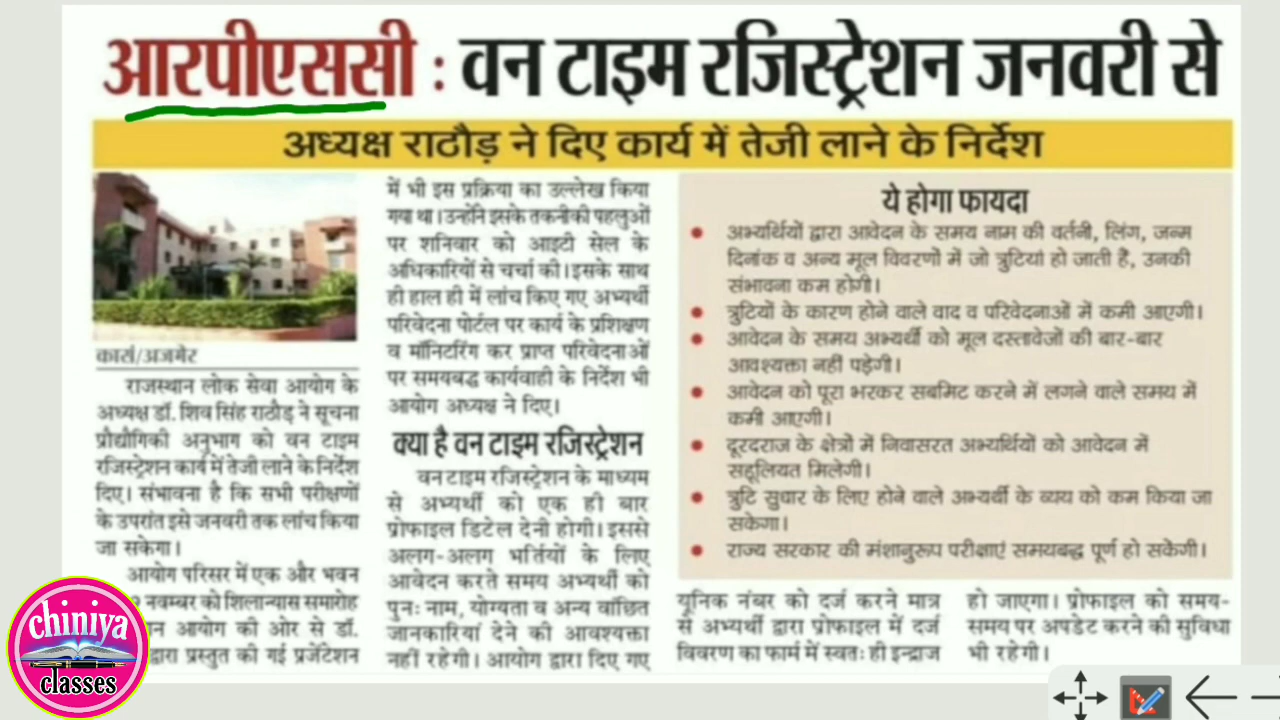 आरपीएससी : वन टाइम रजिस्ट्रेशन जनवरी से
अध्यक्ष राठौड़ ने दिए कार्य में तेजी लाने के निर्देश
कासं/अजमेर
राजस्थान लोक सेवा आयोग के
अध्यक्ष डॉ. शिव सिंह राठौड़ ने सूचना
प्रौद्योगिकी अनुभाग को वन टाइम
रजिस्ट्रेशन कार्य में तेजी लाने के निर्देश
दिए। संभावना है कि सभी परीक्षणों
के उपरांत इसे जनवरी तक लांच किया
जा सकेगा।
आयोग परिसर में एक और भवन
नवम्बर को शिलान्यास समारोह
आयोग की ओर से डॉ.
द्वारा प्रस्तुत की गई प्रजेंटेशन
में भी इस प्रक्रिया का उल्लेख किया
गया था। उन्होंने इसके तकनीकी पहलुओं
पर शनिवार को आइटी सेल के
अधिकारियों से चर्चा की। इसके साथ
ही हाल ही में लांच किए गए अभ्यर्थी
परिवेदना पोर्टल पर कार्य के प्रशिक्षण
व मॉनिटरिंग कर प्राप्त परिवेदनाओं
पर समयबद्ध कार्यवाही के निर्देश भी
आयोग अध्यक्ष ने दिए।
क्या है वन टाइम रजिस्ट्रेशन
वन टाइम रजिस्ट्रेशन के माध्यम
से अभ्यर्थी को एक ही बार
प्रोफाइल डिटेल देनी होगी। इससे
अलग-अलग भर्तियों के लिए
आवेदन करते समय अभ्यर्थी को
पुनः नाम, योग्यता व अन्य वांछित
जानकारियां देने की आवश्यक्ता
नहीं रहेगी। आयोग द्वारा दिए गए
ये होगा फायदा
• अभ्यर्थियों द्वारा आवेदन के समय नाम की वर्तनी, लिंग, जन्म
दिनांक व अन्य मूल विवरणों में जो त्रुटियां हो जाती हैं, उनकी
संभावना कम होगी।
• त्रुटियों के कारण होने वाले वाद व परिवेदनाओं में कमी आएगी।
• आवेदन के समय अभ्यर्थी को मूल दस्तावेजों की बार-बार
आवश्यक्ता नहीं पड़ेगी।
• आवेदन को पूरा भरकर सबमिट करने में लगने वाले समय में
कमी आएगी।
• दूरदराज के क्षेत्रों में निवासरत अभ्यर्थियों को आवेदन में
सहूलियत मिलेगी।
• त्रुटि सुधार के लिए होने वाले अभ्यर्थी के व्यय को कम किया जा
सकेगा।
• राज्य सरकार की मंशानुरूप परीक्षाएं समयबद्ध पूर्ण हो सकेंगी।
यूनिक नंबर को दर्ज करने मात्र
से अभ्यर्थी द्वारा प्रोफाइल में दर्ज
विवरण का फार्म में स्वतः ही इन्द्राज
हो जाएगा। प्रोफाइल को समय-
समय पर अपडेट करने की सुविधा
भी रहेगी।
chiniya
classes